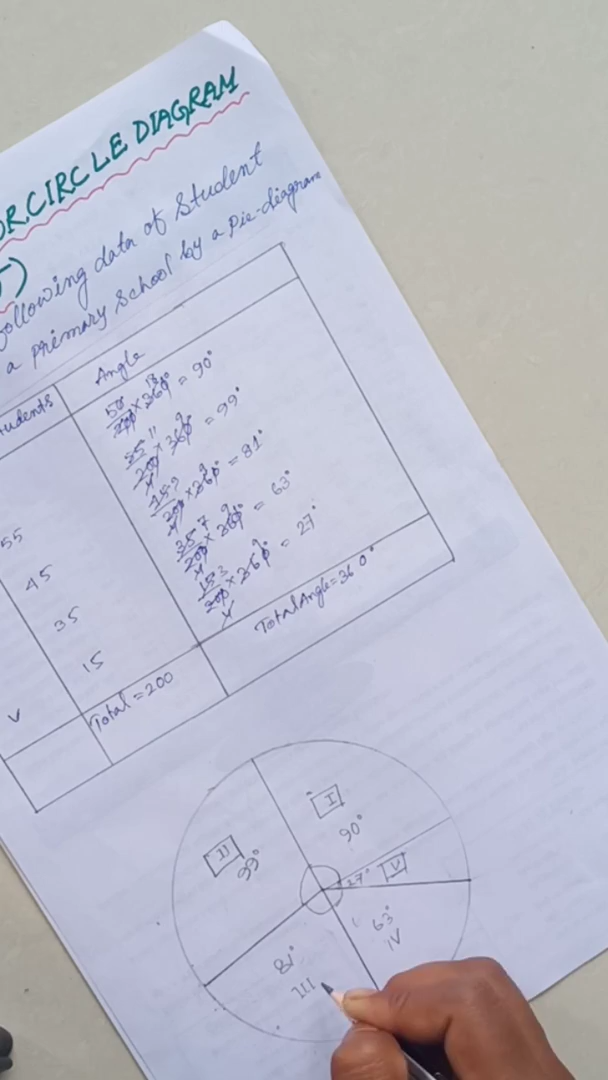 OR, CIRCLE DIAGRAM
following data of Student
a primary School by a Pie-diagram
Angle
50/200 × 360° = 90°
55/200 × 360° = 99°
55
45/200 × 360° = 81°
45
35/200 × 360° = 63°
35
15/200 × 360° = 27°
15
V
Total = 200
Total Angle = 360°
I
90°
II
99°
27° V
63°
IV
81°
III